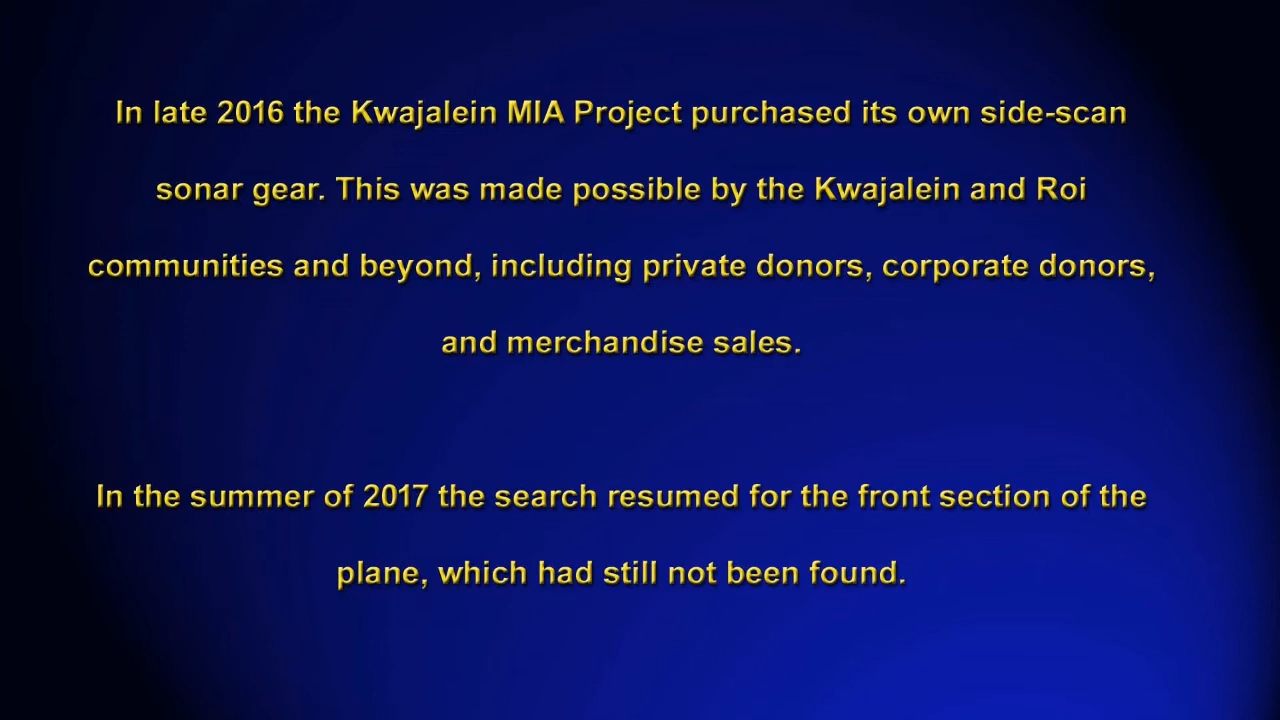 In late 2016 the Kwajalein MIA Project purchased its own side-scan
sonar gear. This was made possible by the Kwajalein and Roi
communities and beyond, including private donors, corporate donors,
and merchandise sales.
In the summer of 2017 the search resumed for the front section of the
plane, which had still not been found.